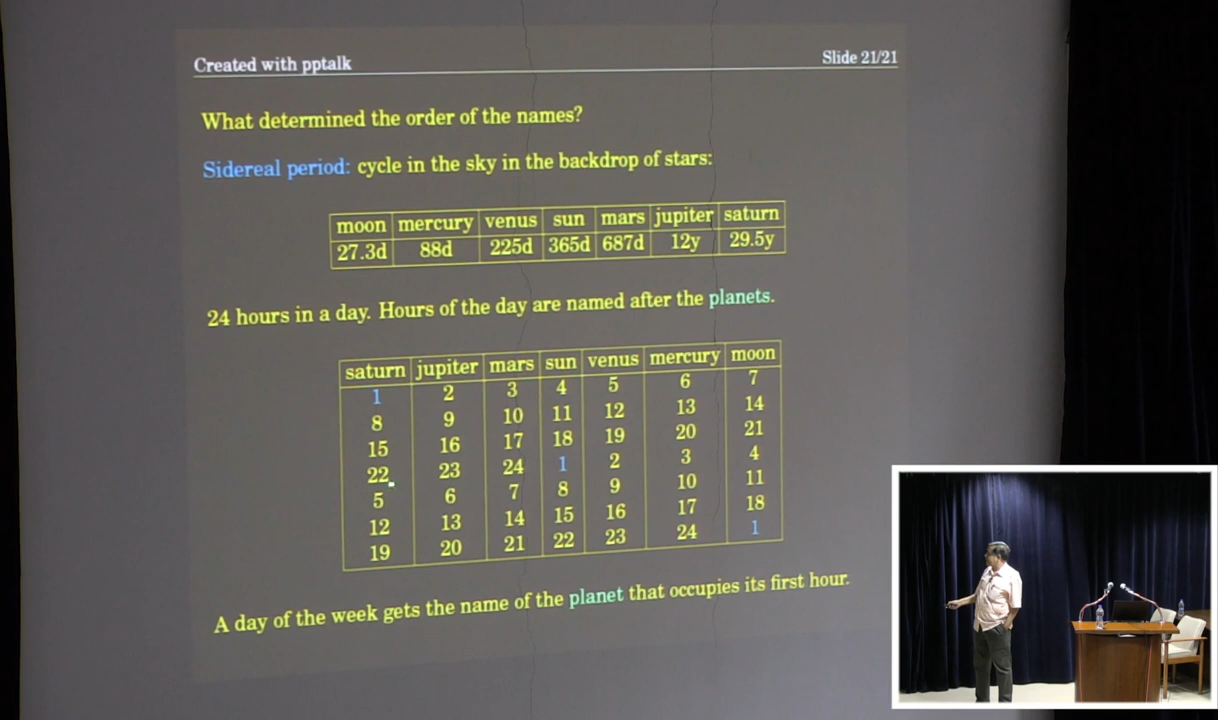 Created with pptalk Slide 21/21
What determined the order of the names?
Sidereal period: cycle in the sky in the backdrop of stars:
moon mercury venus sun mars jupiter saturn
27.3d 88d 225d 365d 687d 12y 29.5y
24 hours in a day. Hours of the day are named after the planets.
saturn jupiter mars sun venus mercury moon
1 2 3 4 5 6 7
8 9 10 11 12 13 14
15 16 17 18 19 20 21
22 23 24 1 2 3 4
5 6 7 8 9 10 11
12 13 14 15 16 17 18
19 20 21 22 23 24 1
A day of the week gets the name of the planet that occupies its first hour.